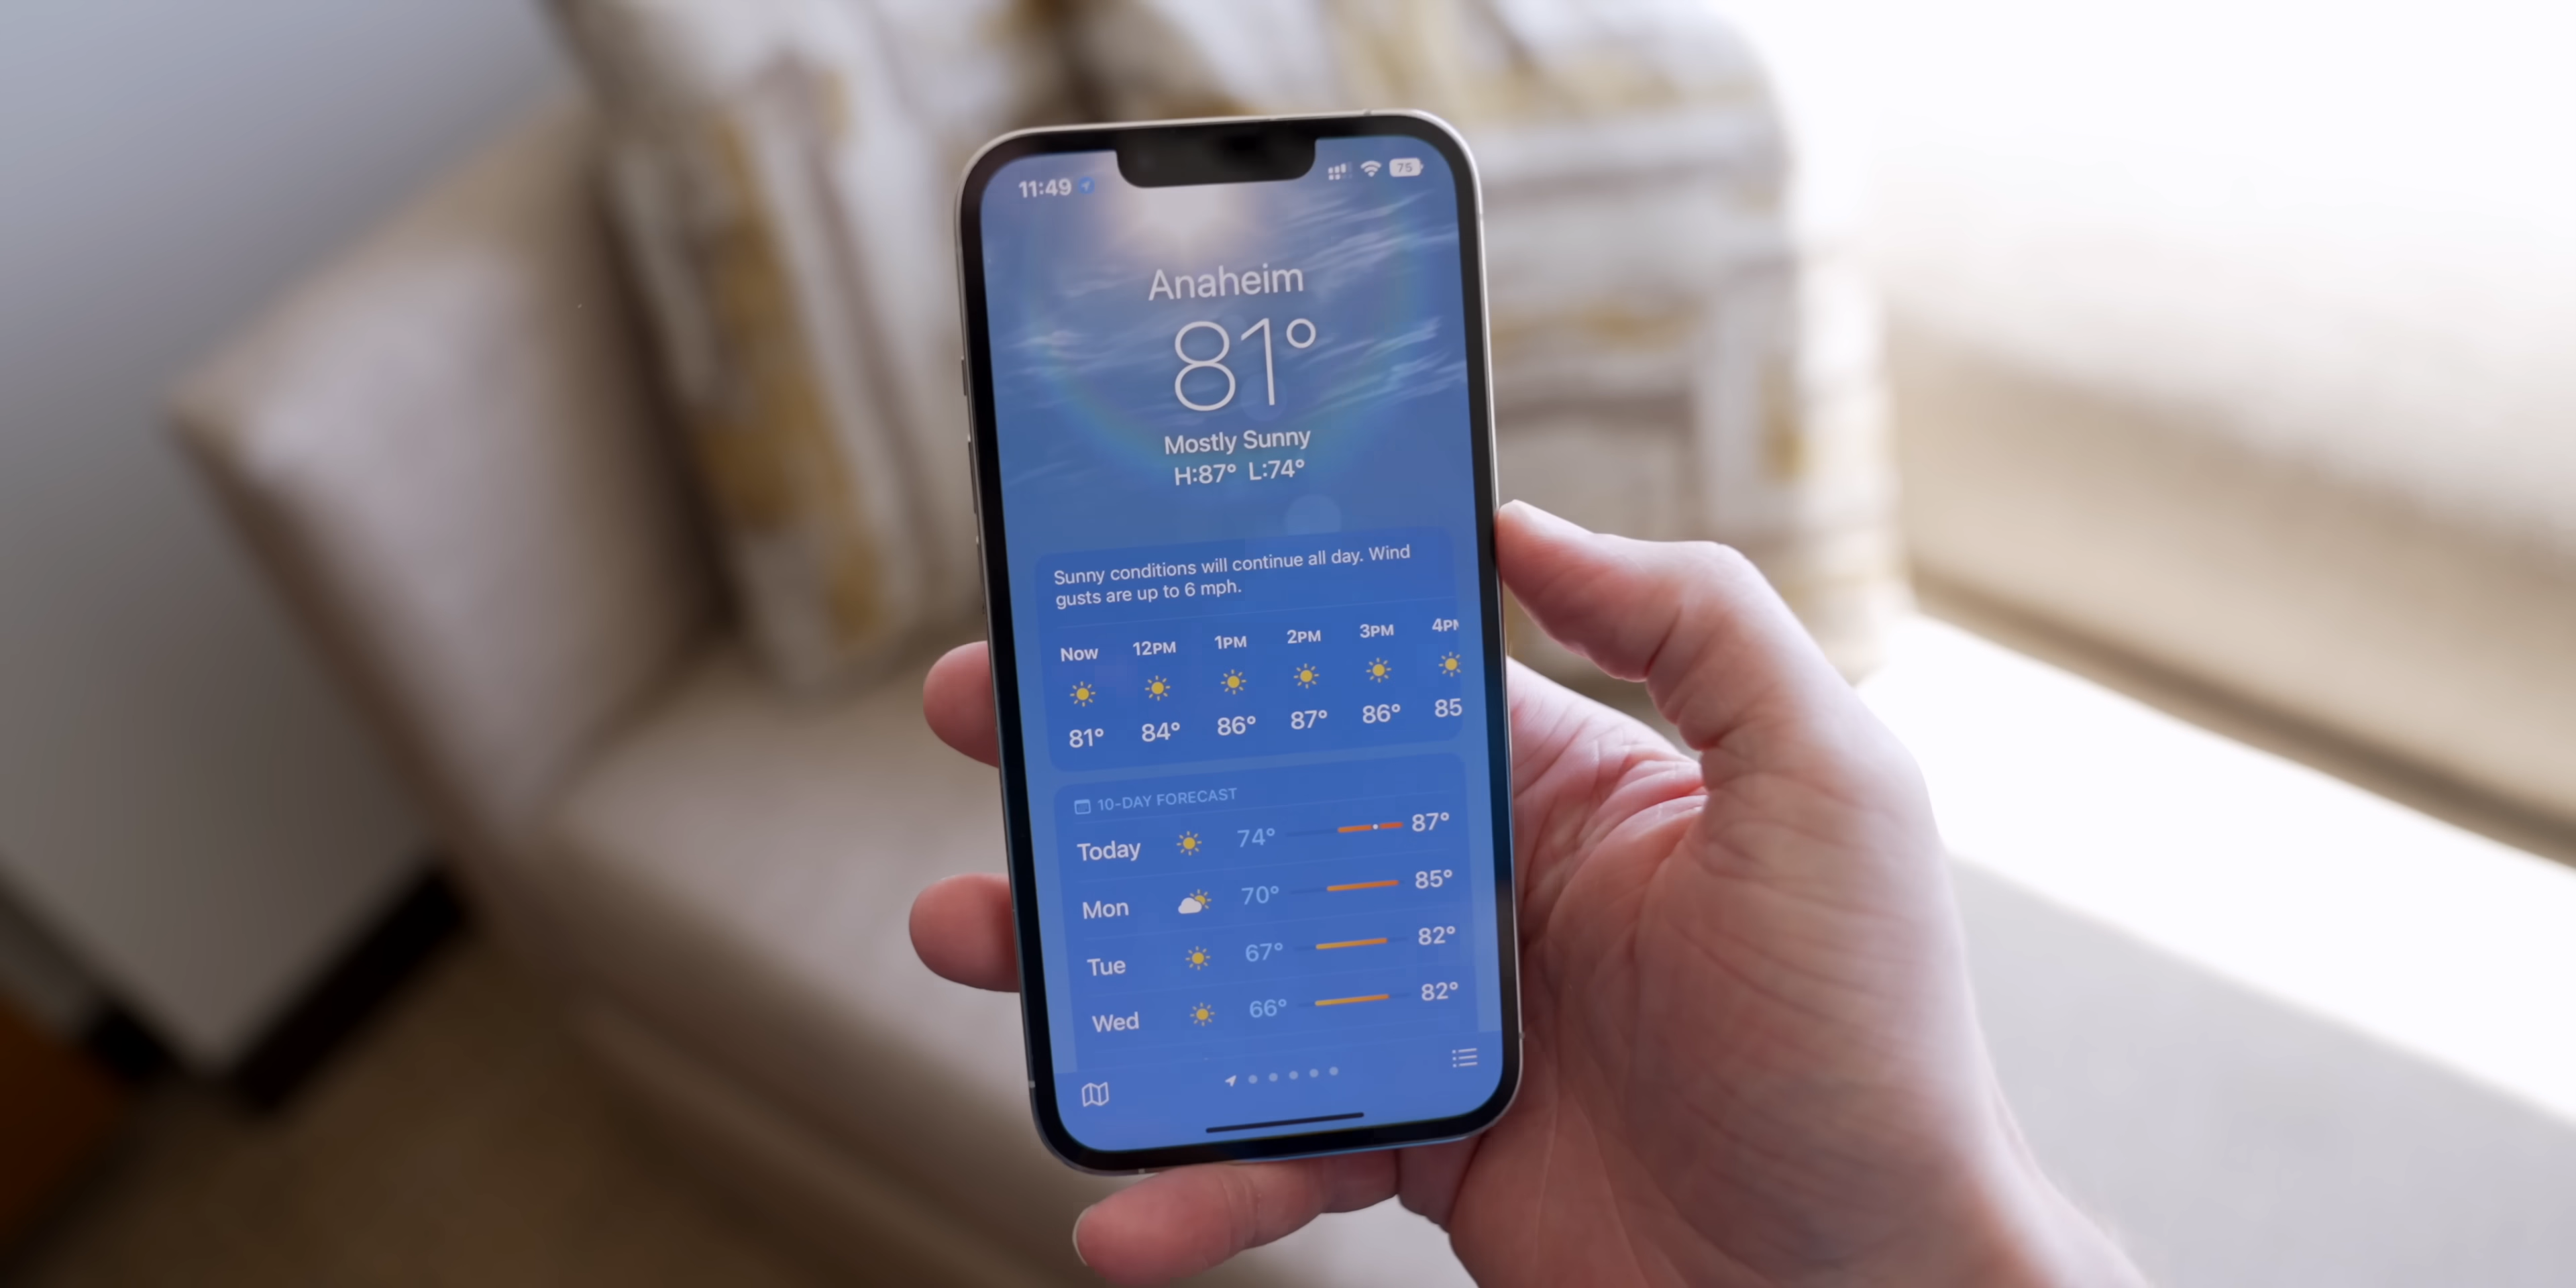 11:49
75
Anaheim
81°
Mostly Sunny
H:87° L:74°
Sunny conditions will continue all day. Wind
gusts are up to 6 mph.
Now 12PM 1PM 2PM 3PM 4PM
81° 84° 86° 87° 86° 85
10-DAY FORECAST
Today 74° 87°
Mon 70° 85°
Tue 67° 82°
Wed 66° 82°